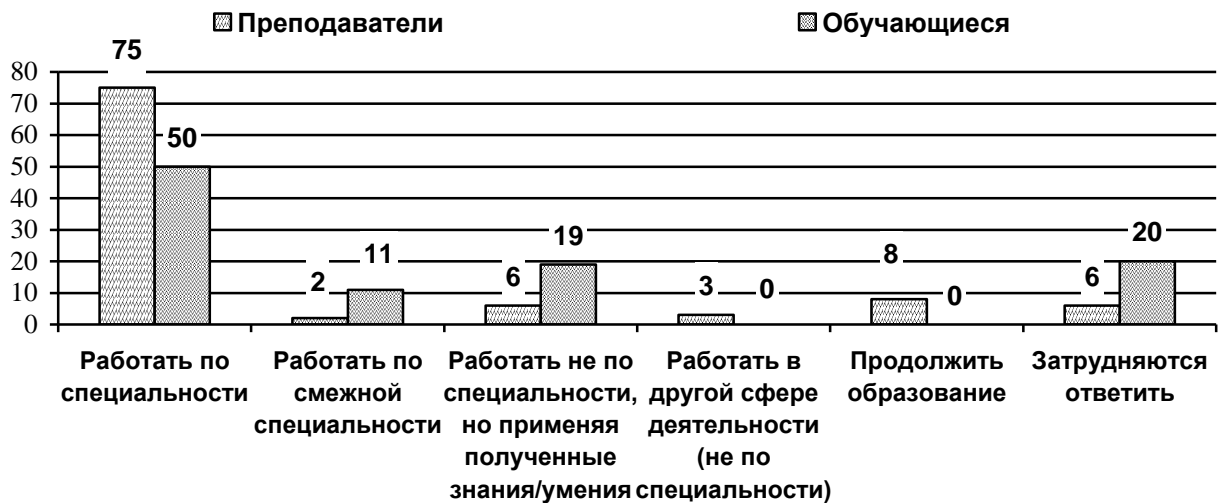 Преподаватели Обучающиеся
75
80
70
60
50
40
30
20
10
0
50
2
11
6
19
3
0
8
0
6
20
Работать по
специальности
Работать по
смежной
специальности
Работать не по
специальности,
но применяя
полученные
знания/умения
Работать в
другой сфере
деятельности
(не по
специальности)
Продолжить
образование
Затрудняются
ответить